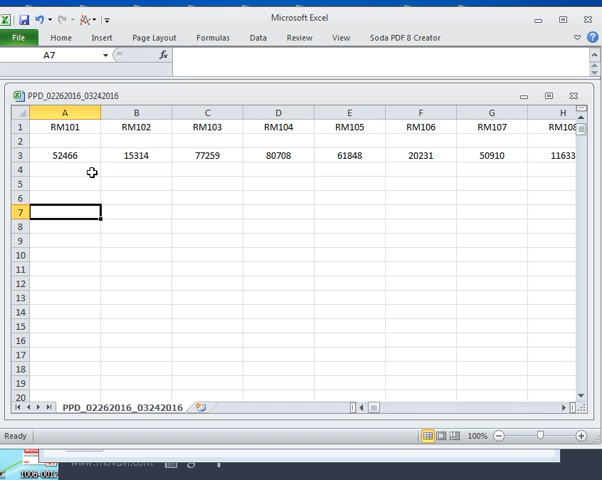 Microsoft Excel
File Home Insert Page Layout Formulas Data Review View Soda PDF 8 Creator
A7 fx
PPD_02262016_03242016
A B C D E F G H
1 RM101 RM102 RM103 RM104 RM105 RM106 RM107 RM108
2
3 52466 15314 77259 80708 61848 20231 50910 11633
4
5
6
7
8
9
10
11
12
13
14
15
16
17
18
19
20
PPD_02262016_03242016
Ready 100%